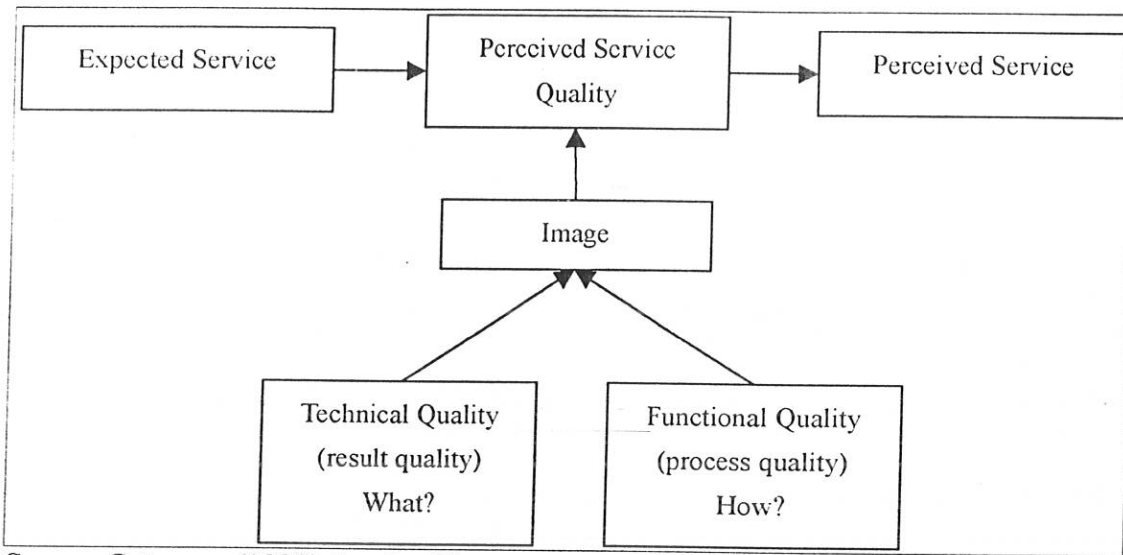 Expected Service
Perceived Service
Quality
Perceived Service
Image
Technical Quality
(result quality)
What?
Functional Quality
(process quality)
How?